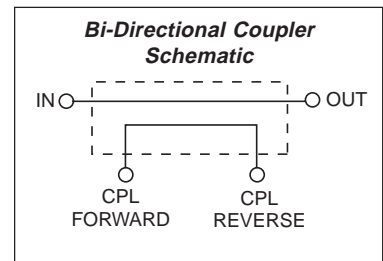 Bi-Directional Coupler
Schematic
IN
OUT
CPL
FORWARD
CPL
REVERSE